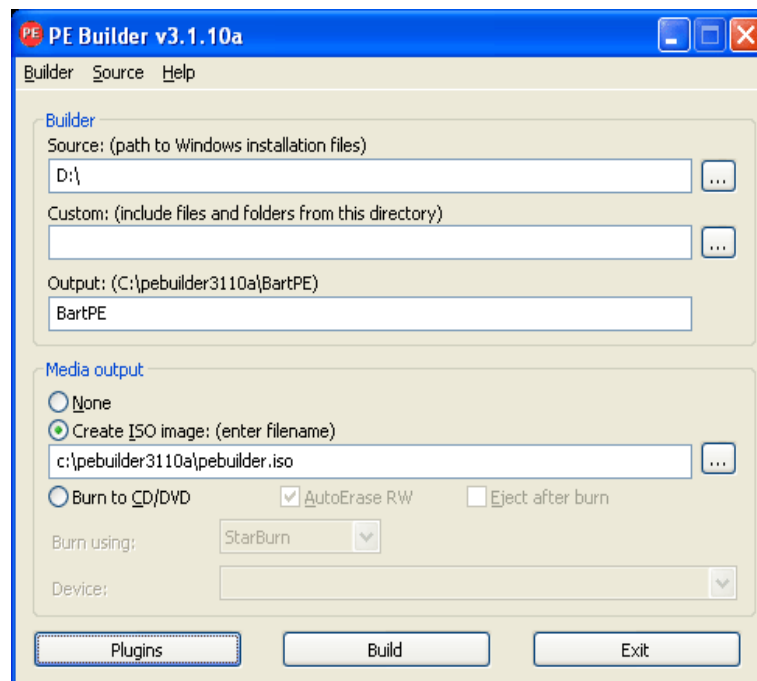 PE PE Builder v3.1.10a
Builder Source Help
Builder
Source: (path to Windows installation files)
D:\
...
Custom: (include files and folders from this directory)
...
Output: (C:\pebuilder3110a\BartPE)
BartPE
Media output
None
Create ISO image: (enter filename)
c:\pebuilder3110a\pebuilder.iso
...
Burn to CD/DVD AutoErase RW Eject after burn
Burn using: StarBurn
Device:
Plugins Build Exit